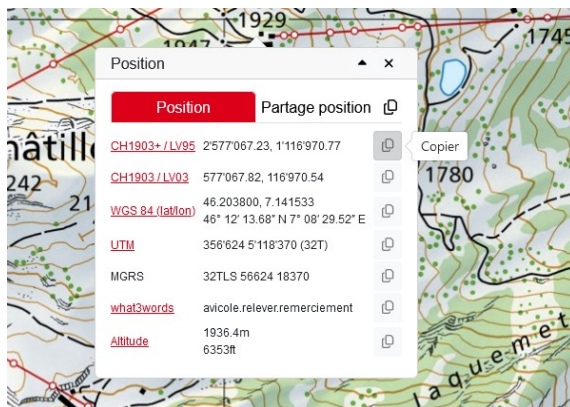 1929
1947
1745
Position
Position Partage position
hâtill
CH1903+ / LV95 2'577'067.23, 1'116'970.77
Copier
CH1903 / LV03 577'067.82, 116'970.54
1780
242
21
WGS 84 (lat/lon) 46.203800, 7.141533
46° 12' 13.68" N 7° 08' 29.52" E
UTM 356'624 5'118'370 (32T)
MGRS 32TLS 56624 18370
what3words avicole.relever.remerciement
Altitude 1936.4m
6353ft
laquemet